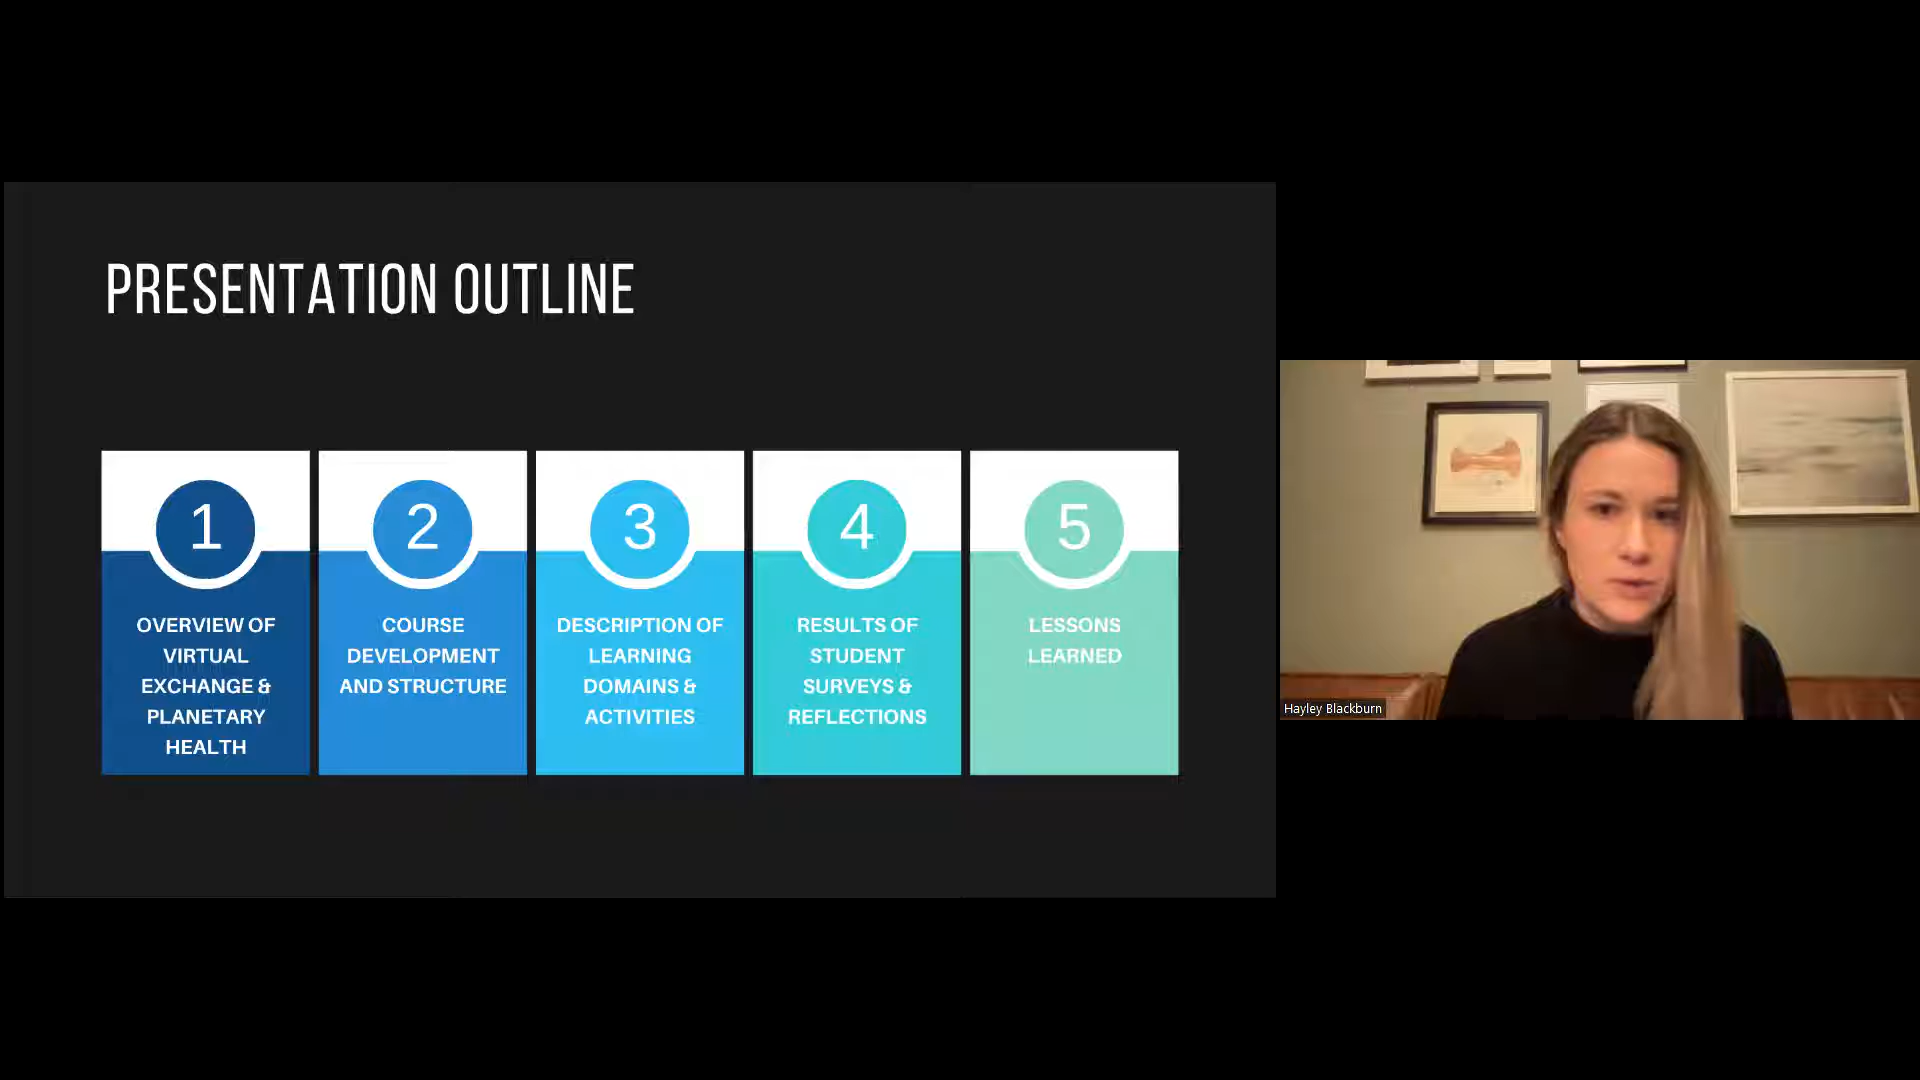 PRESENTATION OUTLINE
1
OVERVIEW OF
VIRTUAL
EXCHANGE &
PLANETARY
HEALTH
2
COURSE
DEVELOPMENT
AND STRUCTURE
3
DESCRIPTION OF
LEARNING
DOMAINS &
ACTIVITIES
4
RESULTS OF
STUDENT
SURVEYS &
REFLECTIONS
5
LESSONS
LEARNED
Hayley Blackburn